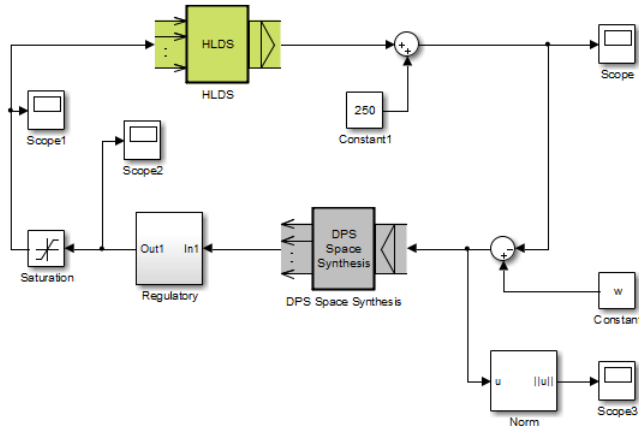 HLDS
HLDS
Scope
250
Constant1
Scope1
Scope2
DPS
Space
Synthesis
Out1
In1
Saturation
Regulatory
DPS Space Synthesis
w
Constant
u
||u||
Norm
Scope3